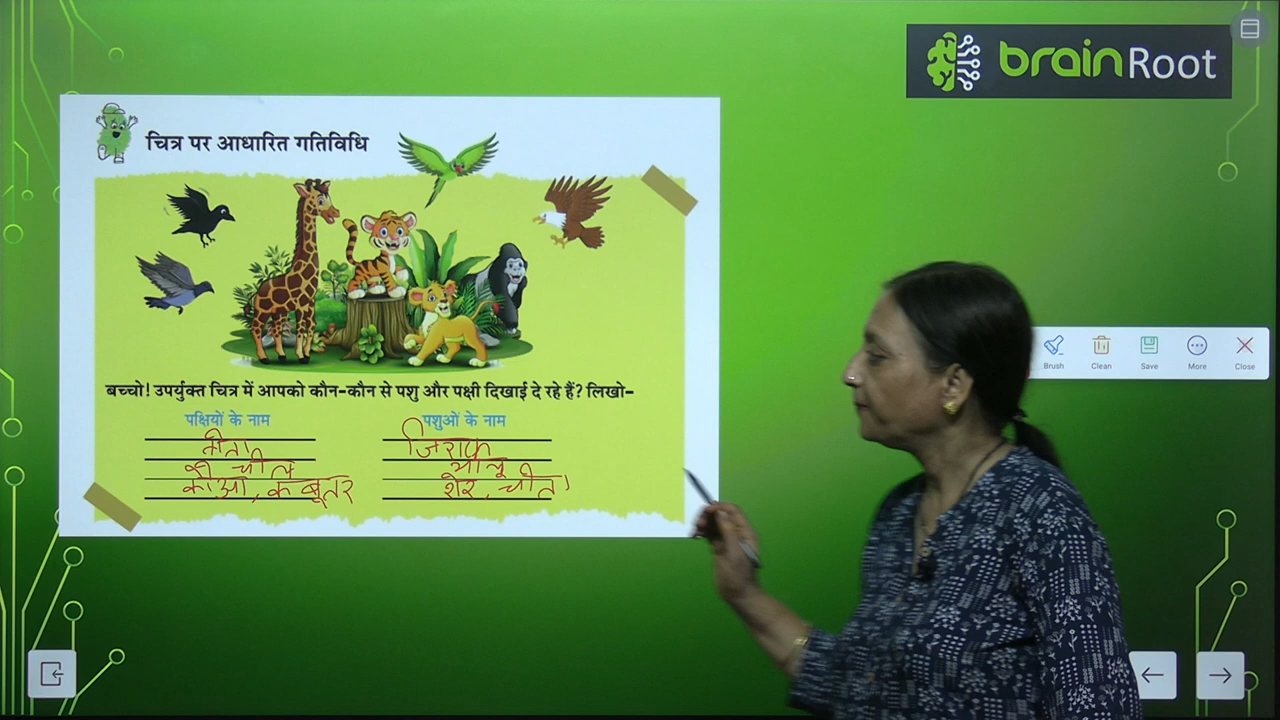 brainRoot
चित्र पर आधारित गतिविधि
बच्चो! उपर्युक्त चित्र में आपको कौन-कौन से पशु और पक्षी दिखाई दे रहे हैं? लिखो-
पक्षियों के नाम
तोता
चील
कौआ, कबूतर
पशुओं के नाम
जिराफ
शेर, चीता
Brush
Clean
Save
More
Close